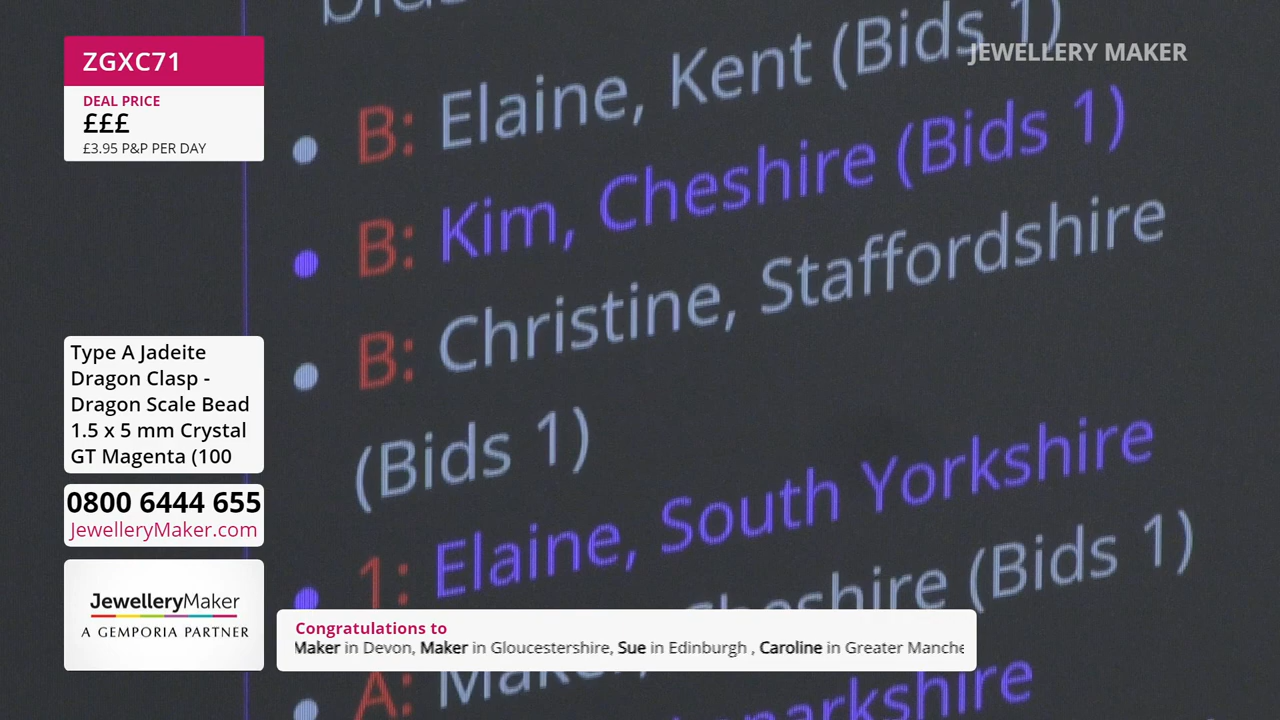 ZGXC71
DEAL PRICE
£££
£3.95 P&P PER DAY
JEWELLERY MAKER
B: Elaine, Kent (Bids 1)
B: Kim, Cheshire (Bids 1)
B: Christine, Staffordshire
(Bids 1)
1: Elaine, South Yorkshire
(Bids 1)
A:
Type A Jadeite
Dragon Clasp -
Dragon Scale Bead
1.5 x 5 mm Crystal
GT Magenta (100
0800 6444 655
JewelleryMaker.com
JewelleryMaker
A GEMPORIA PARTNER
Congratulations to
Maker in Devon, Maker in Gloucestershire, Sue in Edinburgh , Caroline in Greater Manche